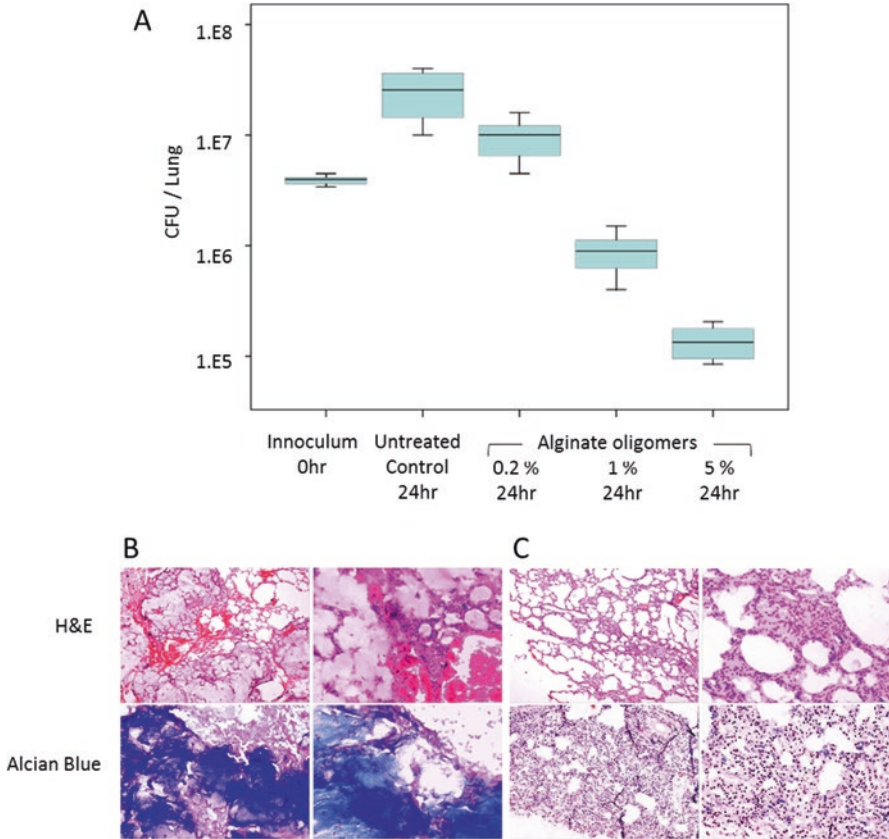 A
1.E8
1.E7
1.E6
1.E5
CFU / Lung
Innoculum
0hr
Untreated
Control
24hr
Alginate oligomers
0.2 %
24hr
1 %
24hr
5 %
24hr
B
C
H&E
Alcian Blue